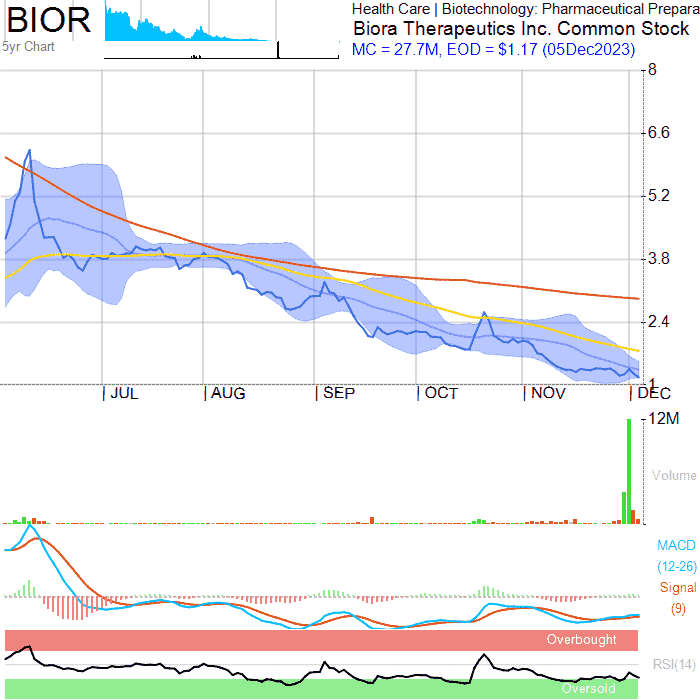 BIOR
Health Care | Biotechnology: Pharmaceutical Prepara
Biora Therapeutics Inc. Common Stock
5yr Chart
MC = 27.7M, EOD = $1.17 (05Dec2023)
8
6.6
5.2
3.8
2.4
1
| JUL
| AUG
| SEP
| OCT
| NOV
| DEC
12M
Volume
MACD
(12-26)
Signal
(9)
Overbought
RSI(14)
Oversold